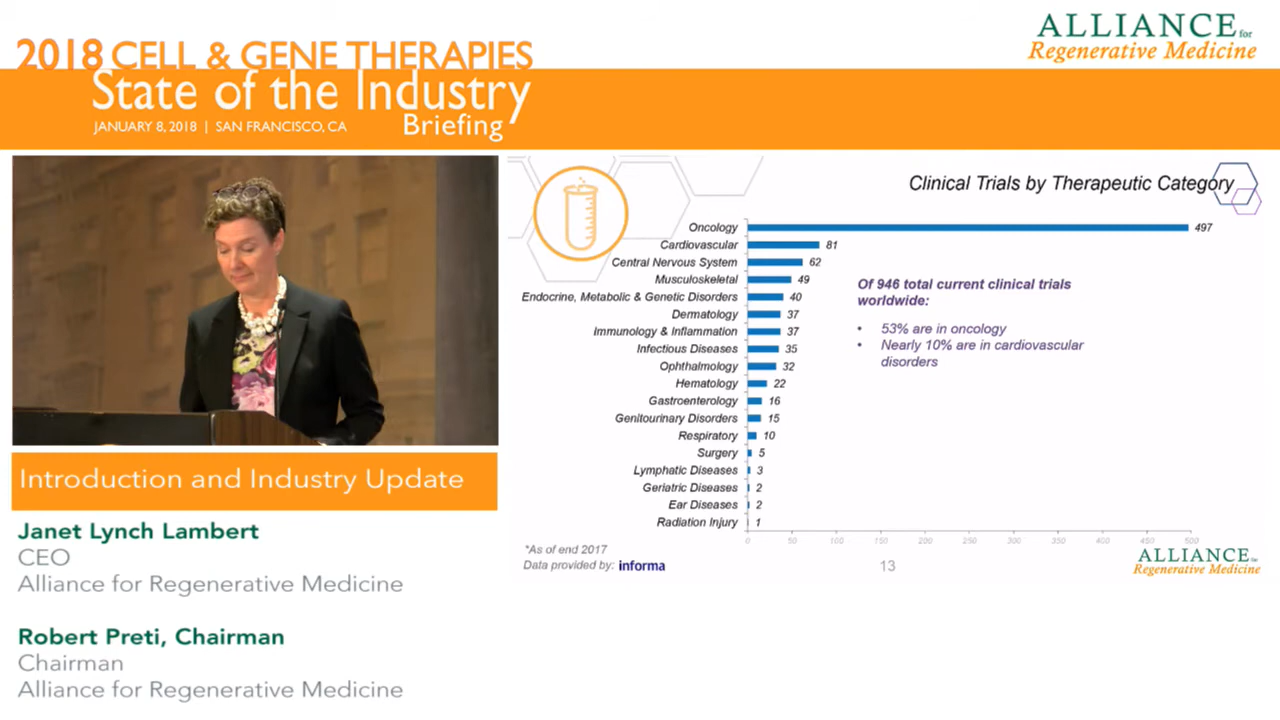 2018 CELL & GENE THERAPIES
State of the Industry
JANUARY 8, 2018 | SAN FRANCISCO, CA
Briefing
ALLIANCE for
Regenerative Medicine
Clinical Trials by Therapeutic Category
Oncology 497
Cardiovascular 81
Central Nervous System 62
Musculoskeletal 49
Endocrine, Metabolic & Genetic Disorders 40
Dermatology 37
Immunology & Inflammation 37
Infectious Diseases 35
Ophthalmology 32
Hematology 22
Gastroenterology 16
Genitourinary Disorders 15
Respiratory 10
Surgery 5
Lymphatic Diseases 3
Geriatric Diseases 2
Ear Diseases 2
Radiation Injury 1
0 50 100 150 200 250 300 350 400 450 500
Of 946 total current clinical trials
worldwide:
• 53% are in oncology
• Nearly 10% are in cardiovascular
disorders
*As of end 2017
Data provided by: informa
13
ALLIANCE for
Regenerative Medicine
Introduction and Industry Update
Janet Lynch Lambert
CEO
Alliance for Regenerative Medicine
Robert Preti, Chairman
Chairman
Alliance for Regenerative Medicine